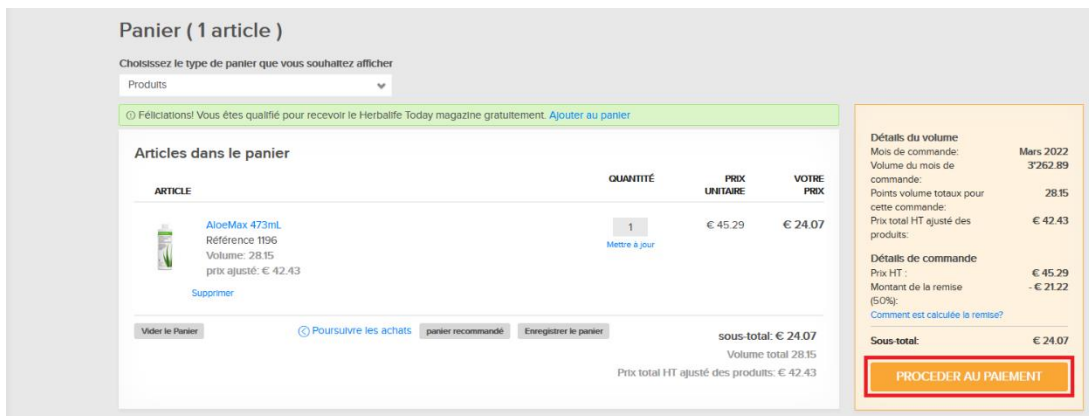 Panier ( 1 article )
Choisissez le type de panier que vous souhaitez afficher
Produits
Féliciations! Vous êtes qualifié pour recevoir le Herbalife Today magazine gratuitement. Ajouter au panier
Articles dans le panier
ARTICLE
QUANTITÉ
PRIX
UNITAIRE
VOTRE
PRIX
AloeMax 473mL
Référence 1196
Volume: 28.15
prix ajusté: € 42.43
Supprimer
1
Mettre à jour
€ 45.29
€ 24.07
Vider le Panier
Poursuivre les achats
panier recommandé
Enregistrer le panier
sous-total: € 24.07
Volume total 28.15
Prix total HT ajusté des produits: € 42.43
Détails du volume
Mois de commande: Mars 2022
Volume du mois de 3'262.89
commande:
Points volume totaux pour 28.15
cette commande:
Prix total HT ajusté des € 42.43
produits:
Détails de commande
Prix HT : € 45.29
Montant de la remise - € 21.22
(50%):
Comment est calculée la remise?
Sous-total: € 24.07
PROCEDER AU PAIEMENT